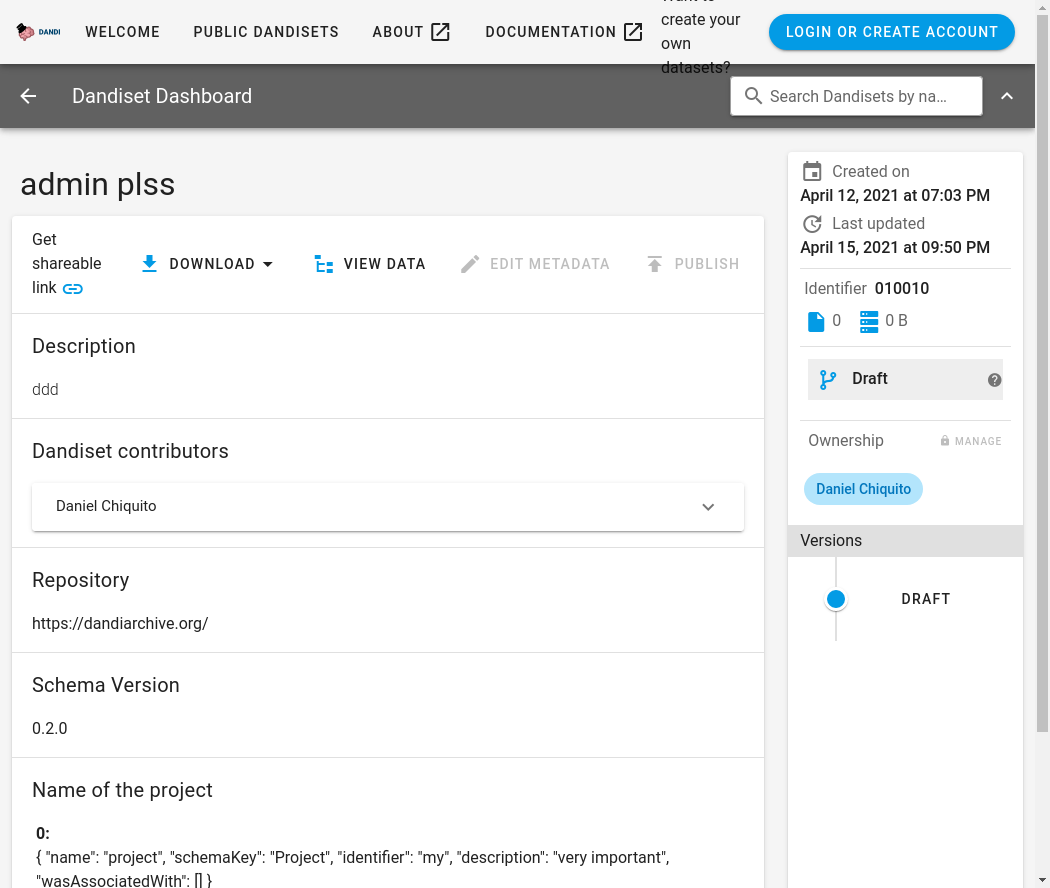 DANDI
WELCOME
PUBLIC DANDISETS
ABOUT
DOCUMENTATION
Want to
create your
own
datasets?
LOGIN OR CREATE ACCOUNT
Dandiset Dashboard
Search Dandisets by na...
admin plss
Get
shareable
link
DOWNLOAD
VIEW DATA
EDIT METADATA
PUBLISH
Description
ddd
Dandiset contributors
Daniel Chiquito
Repository
https://dandiarchive.org/
Schema Version
0.2.0
Name of the project
0:
{ "name": "project", "schemaKey": "Project", "identifier": "my", "description": "very important",
"wasAssociatedWith": [] }
Created on
April 12, 2021 at 07:03 PM
Last updated
April 15, 2021 at 09:50 PM
Identifier 010010
0
0 B
Draft
Ownership
MANAGE
Daniel Chiquito
Versions
DRAFT